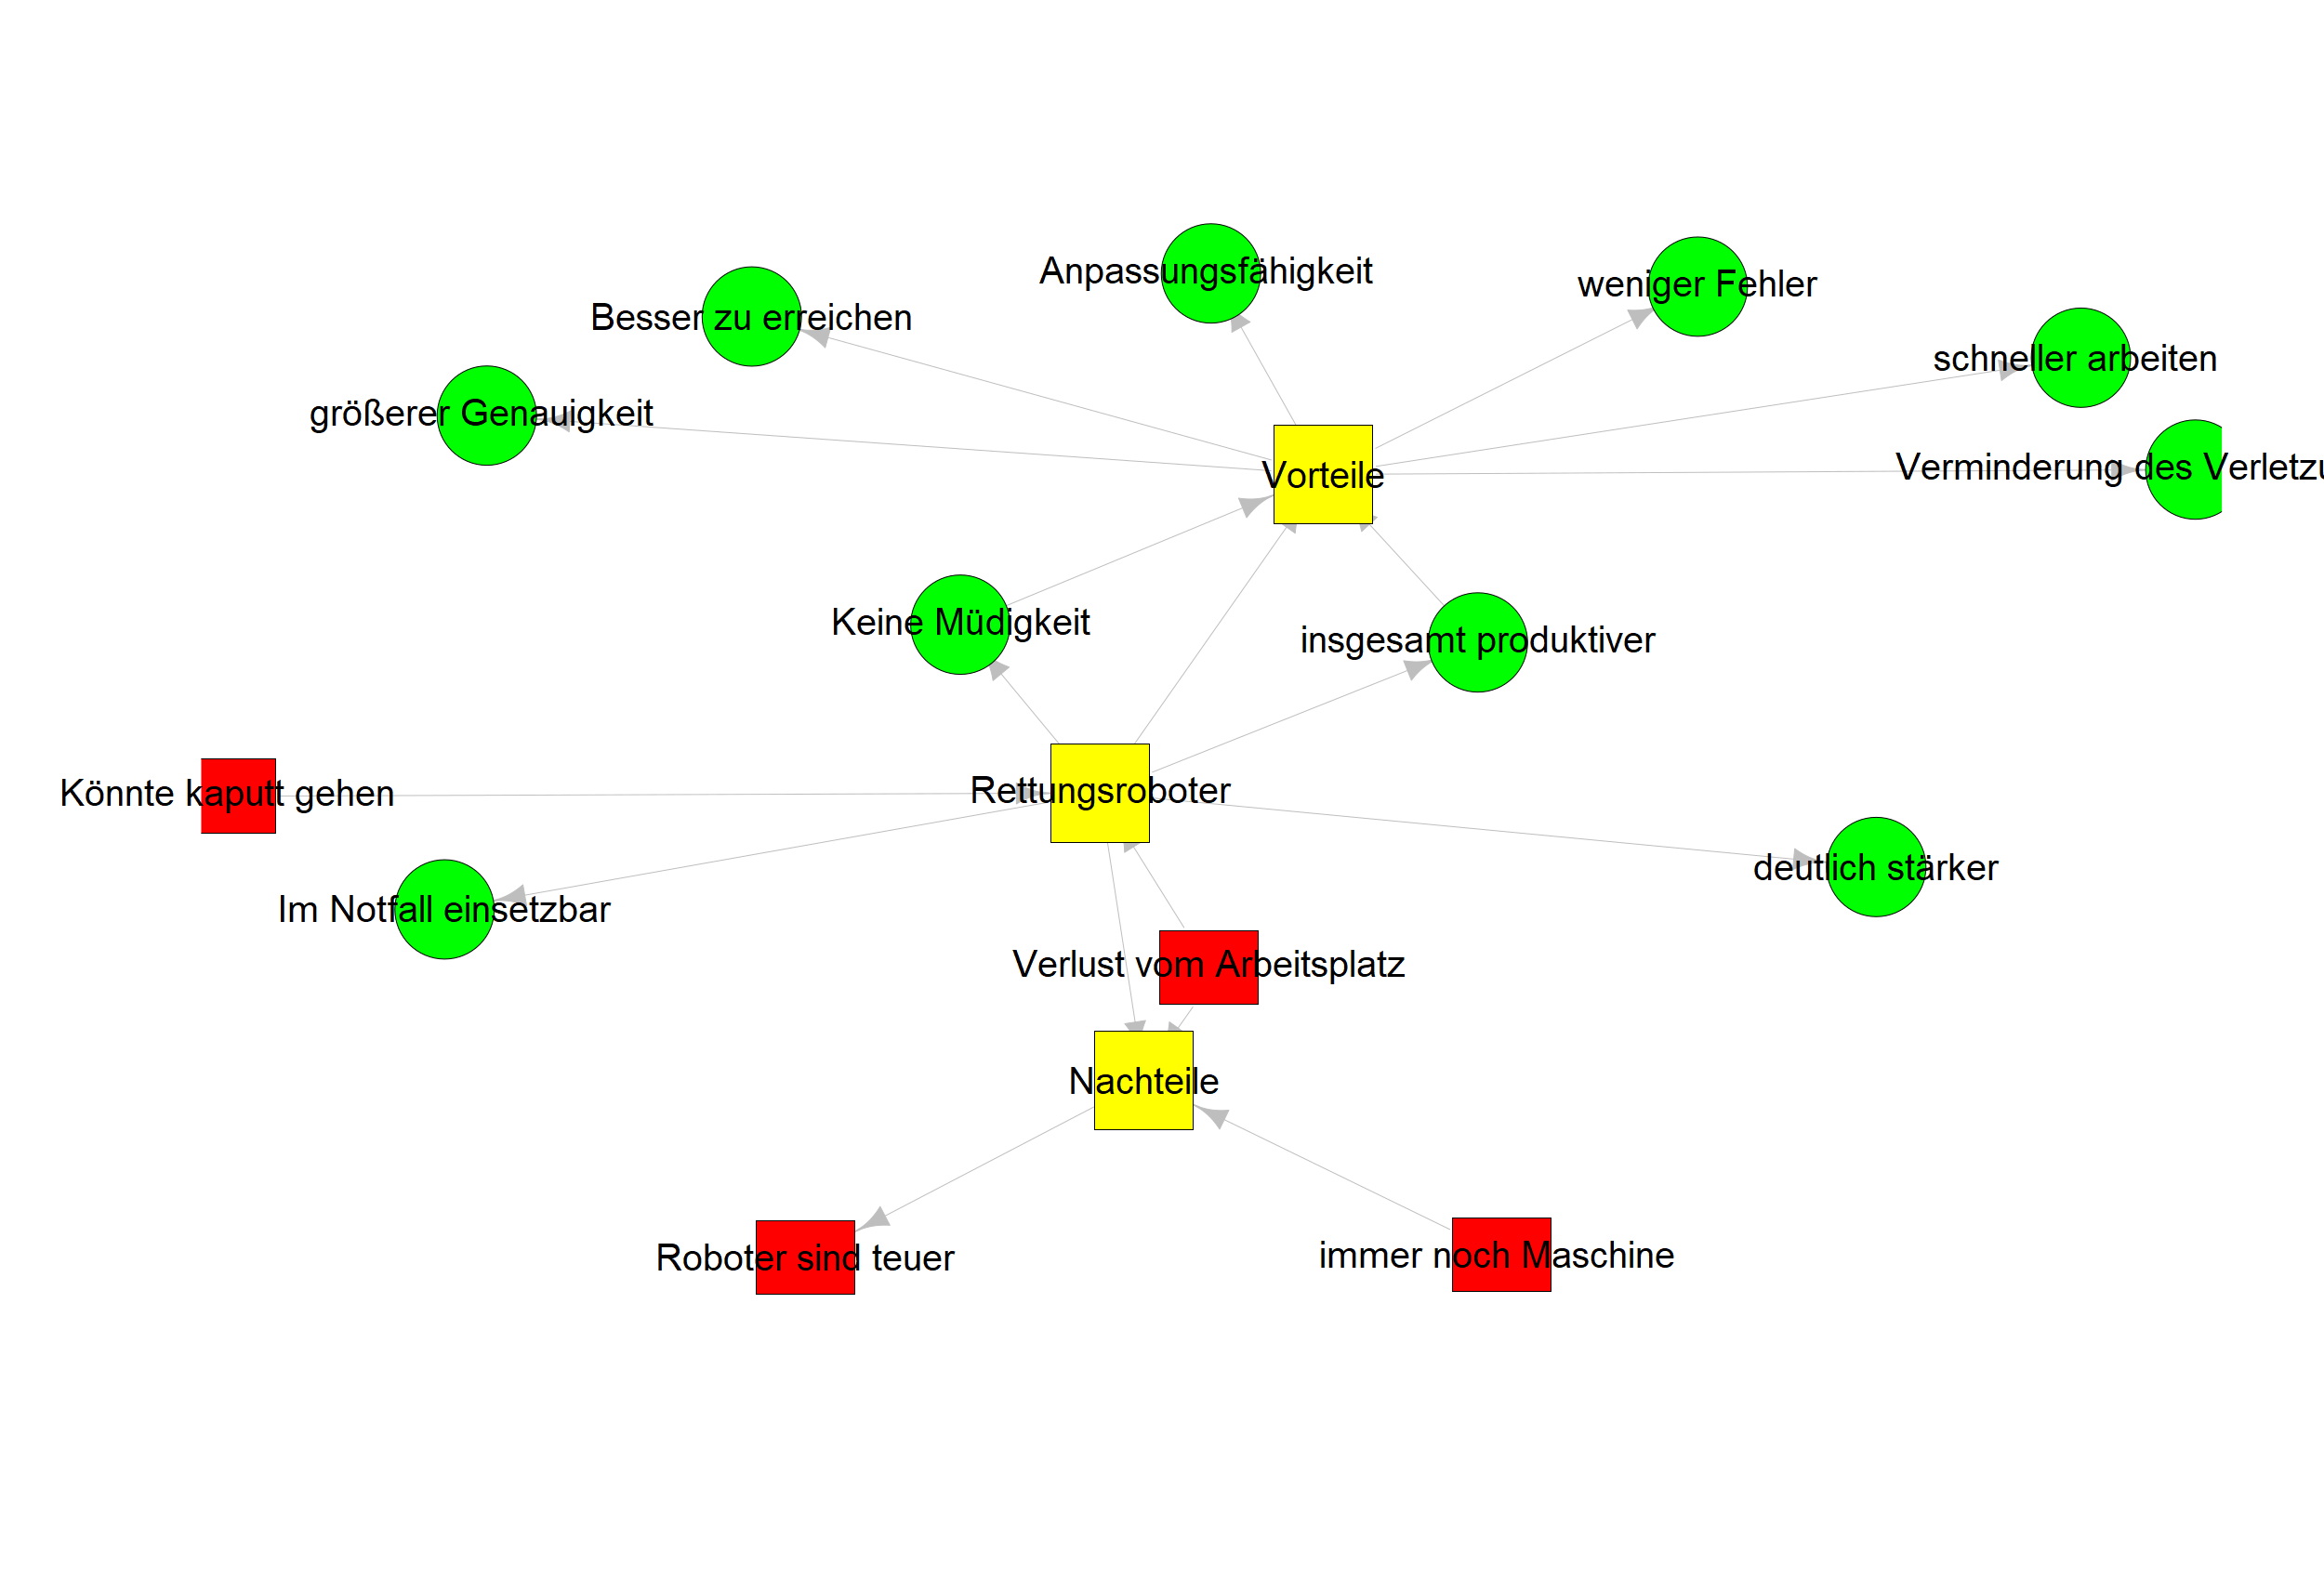 Anpassungsfähigkeit
weniger Fehler
Besser zu erreichen
schneller arbeiten
größerer Genauigkeit
Vorteile
Verminderung des
Keine Müdigkeit
insgesamt produktiver
Könnte kaputt gehen
Rettungsroboter
deutlich stärker
Im Notfall einsetzbar
Verlust vom Arbeitsplatz
Nachteile
Roboter sind teuer
immer noch Maschine